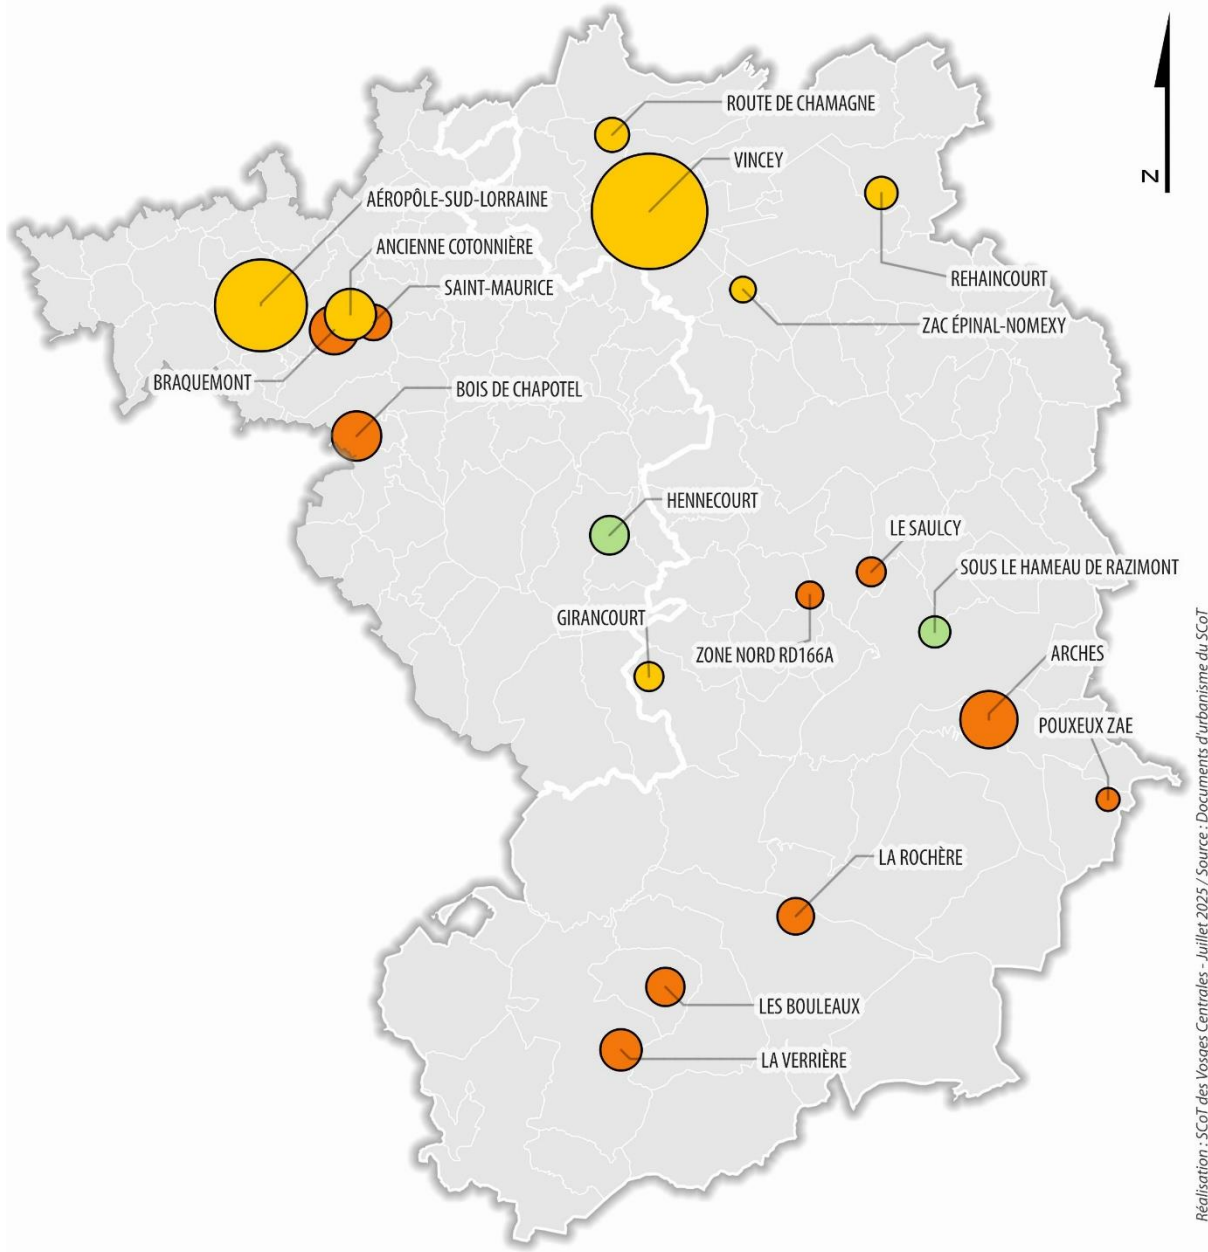 ROUTE DE CHAMAGNE
VINCEY
N
AÉROPÔLE-SUD-LORRAINE
ANCIENNE COTONNIÈRE
REHAINCOURT
SAINT-MAURICE
ZAC ÉPINAL-NOMEXY
BRAQUEMONT
BOIS DE CHAPOTEL
HENNECOURT
LE SAULCY
SOUS LE HAMEAU DE RAZIMONT
GIRANCOURT
ZONE NORD RD166A
ARCHES
POUXEUX ZAE
LA ROCHÈRE
LES BOULEAUX
LA VERRIÈRE
Réalisation : SCoT des Vosges Centrales - Juillet 2025 / Source : Documents d'urbanisme du SCoT